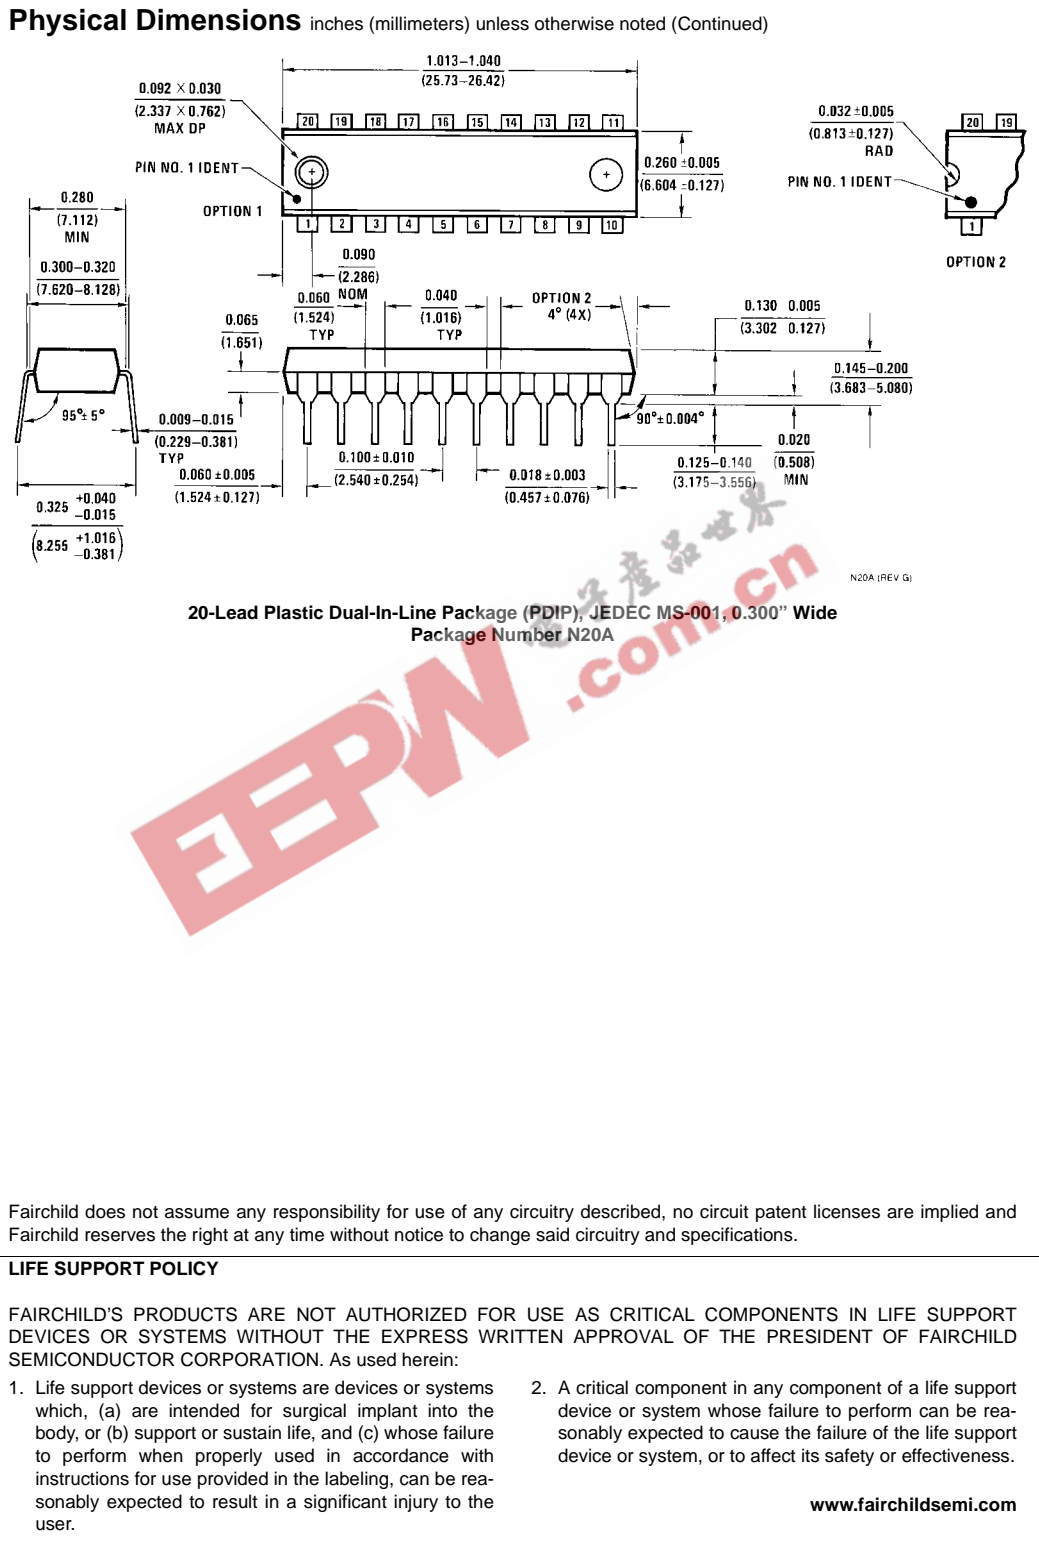 Physical Dimensions inches (millimeters) unless otherwise noted (Continued)
1.013–1.040
(25.73–26.42)
0.092 × 0.030
(2.337 × 0.762)
MAX DP
20 19 18 17 16 15 14 13 12 11
PIN NO. 1 IDENT
OPTION 1
1 2 3 4 5 6 7 8 9 10
0.260 ±0.005
(6.604 ±0.127)
0.032 ±0.005
(0.813 ±0.127)
RAD
20 19
PIN NO. 1 IDENT
1
OPTION 2
0.280
(7.112)
MIN
0.300–0.320
(7.620–8.128)
0.090
(2.286)
NOM
0.060
(1.524)
TYP
0.040
(1.016)
TYP
OPTION 2
4° (4X)
0.065
(1.651)
0.130 0.005
(3.302 0.127)
0.145–0.200
(3.683–5.080)
95°± 5°
0.009–0.015
(0.229–0.381)
TYP
90°±0.004°
0.020
(0.508)
MIN
0.125–0.140
(3.175–3.556)
0.100 ±0.010
(2.540 ±0.254)
0.018 ±0.003
(0.457 ±0.076)
0.060 ±0.005
(1.524 ±0.127)
0.325 +0.040 –0.015
(8.255 +1.016 –0.381)
N20A (REV G)
20-Lead Plastic Dual-In-Line Package (PDIP), JEDEC MS-001, 0.300” Wide
Package Number N20A
EEPW.com.cn
电子產品世界
Fairchild does not assume any responsibility for use of any circuitry described, no circuit patent licenses are implied and
Fairchild reserves the right at any time without notice to change said circuitry and specifications.
LIFE SUPPORT POLICY
FAIRCHILD’S PRODUCTS ARE NOT AUTHORIZED FOR USE AS CRITICAL COMPONENTS IN LIFE SUPPORT
DEVICES OR SYSTEMS WITHOUT THE EXPRESS WRITTEN APPROVAL OF THE PRESIDENT OF FAIRCHILD
SEMICONDUCTOR CORPORATION. As used herein:
1. Life support devices or systems are devices or systems
which, (a) are intended for surgical implant into the
body, or (b) support or sustain life, and (c) whose failure
to perform when properly used in accordance with
instructions for use provided in the labeling, can be rea-
sonably expected to result in a significant injury to the
user.
2. A critical component in any component of a life support
device or system whose failure to perform can be rea-
sonably expected to cause the failure of the life support
device or system, or to affect its safety or effectiveness.
www.fairchildsemi.com